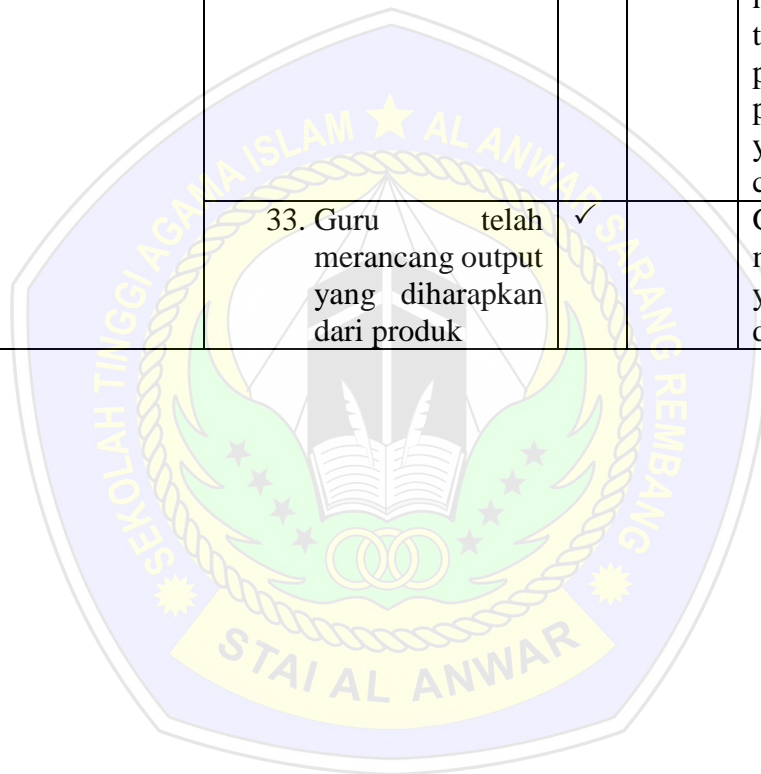 33. Guru telah
merancang output
yang diharapkan
dari produk
✓
SEKOLAH TINGGI AGAMA ISLAM ★ AL ANWAR SARANG REMBANG
STAI AL ANWAR